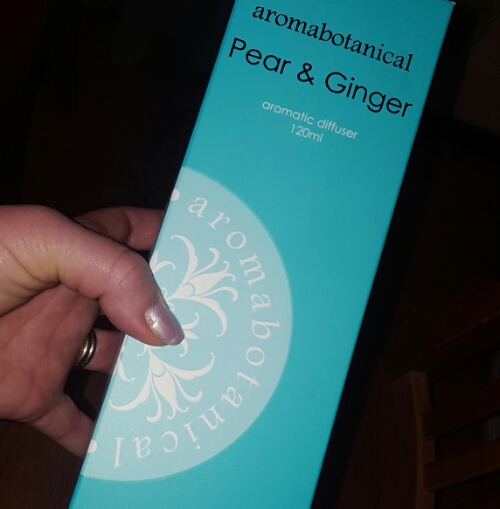 aromabotanical
Pear & Ginger
aromatic diffuser
120ml
aromabotanical